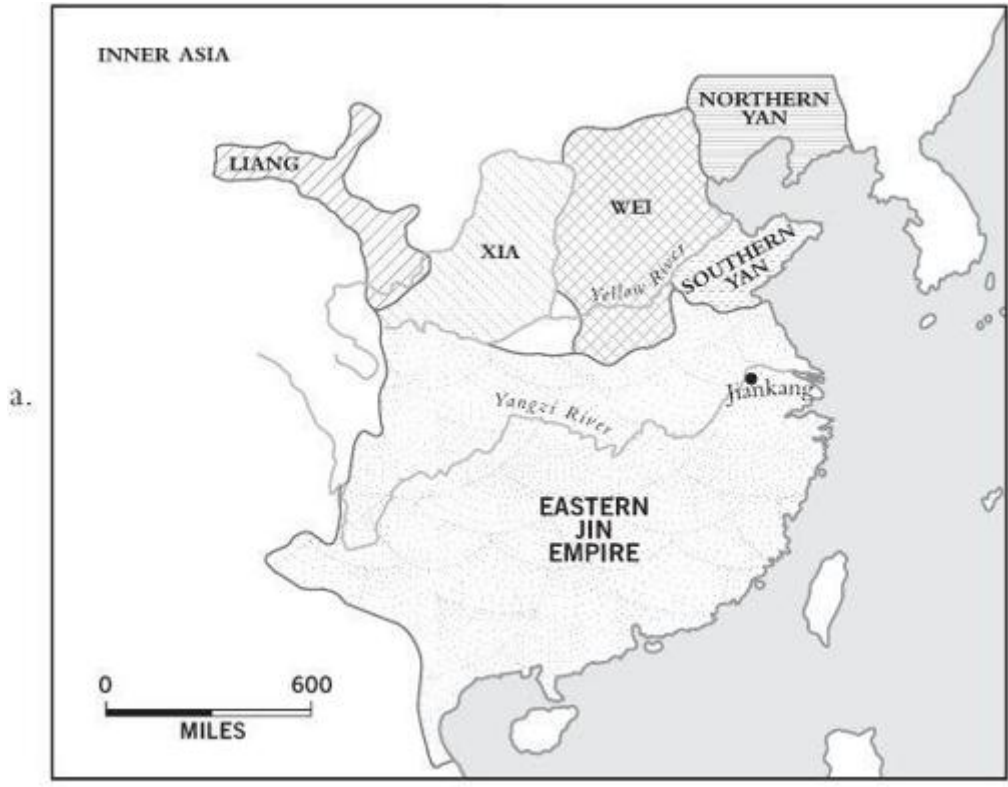 INNER ASIA
NORTHERN
YAN
LIANG
WEI
XIA
SOUTHERN
YAN
Yellow River
a.
Jiankang
Yangzi River
EASTERN
JIN
EMPIRE
0 600
MILES